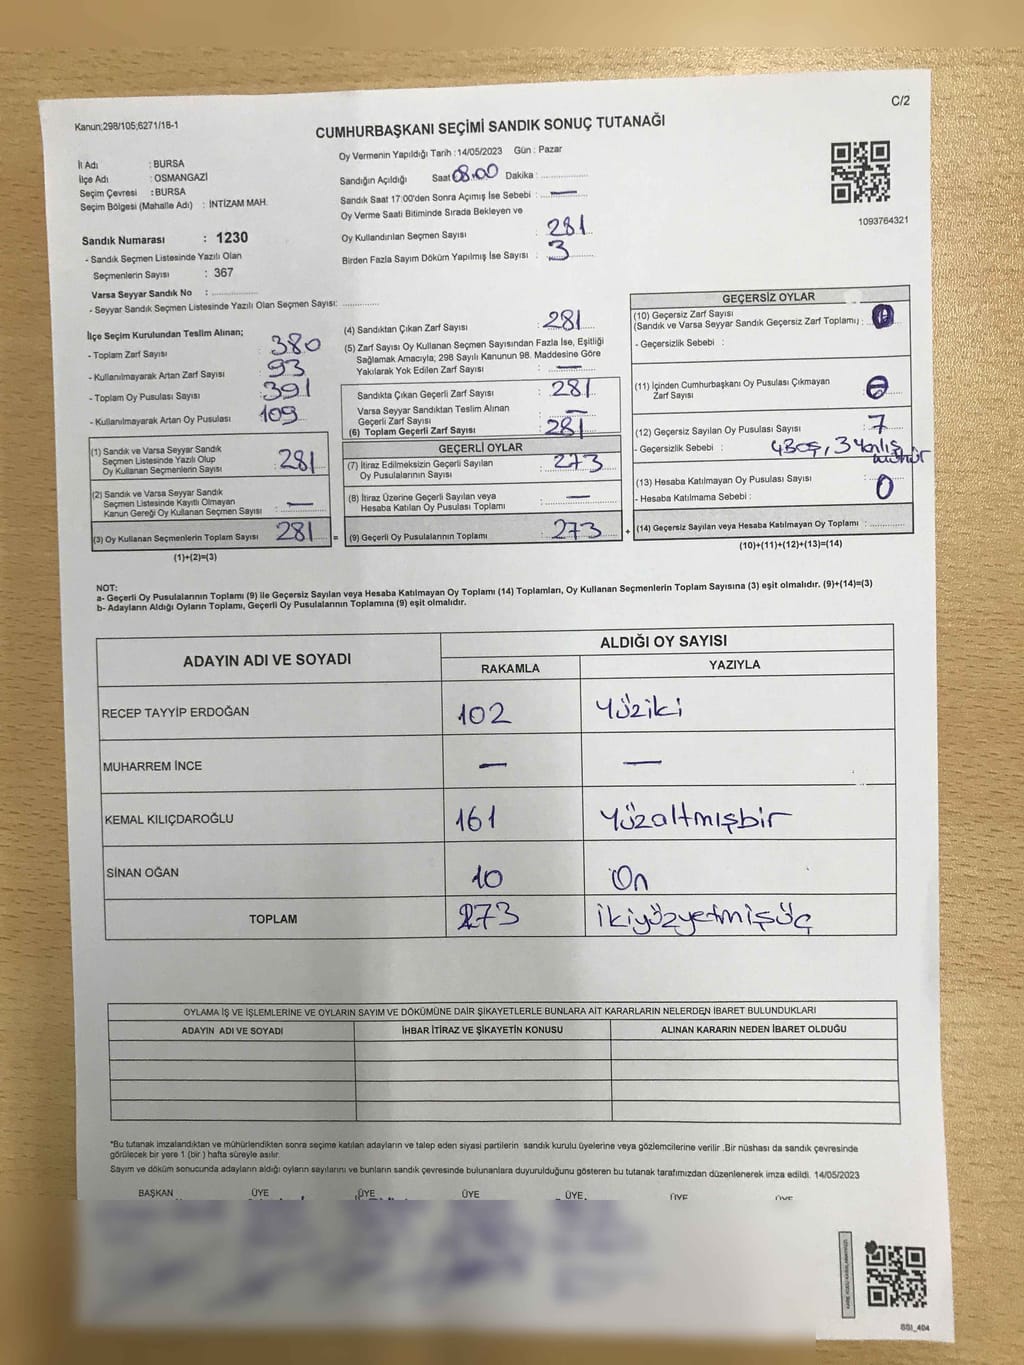 C/2
Kanun;298/105;6271/18-1
CUMHURBAŞKANI SEÇİMİ SANDIK SONUÇ TUTANAĞI
İl Adı : BURSA
İlçe Adı : OSMANGAZİ
Seçim Çevresi : BURSA
Seçim Bölgesi (Mahalle Adı) : İNTİZAM MAH.
Sandık Numarası : 1230
- Sandık Seçmen Listesinde Yazılı Olan
Seçmenlerin Sayısı : 367
Varsa Seyyar Sandık No : ................
- Seyyar Sandık Seçmen Listesinde Yazılı Olan Seçmen Sayısı: ............
Oy Vermenin Yapıldığı Tarih : 14/05/2023 Gün : Pazar
Sandığın Açıldığı Saat 08.00 Dakika : ................
Sandık Saat 17:00'den Sonra Açımış İse Sebebi : —
Oy Verme Saati Bitiminde Sırada Bekleyen ve
Oy Kullandırılan Seçmen Sayısı : 281
Birden Fazla Sayım Döküm Yapılmış İse Sayısı : 3
1093764321
İlçe Seçim Kurulundan Teslim Alınan;
- Toplam Zarf Sayısı : 380
- Kullanılmayarak Artan Zarf Sayısı : 93
- Toplam Oy Pusulası Sayısı : 391
- Kullanılmayarak Artan Oy Pusulası : 109
(1) Sandık ve Varsa Seyyar Sandık
Seçmen Listesinde Yazılı Olup
Oy Kullanan Seçmenlerin Sayısı : 281
(2) Sandık ve Varsa Seyyar Sandık
Seçmen Listesinde Kayıtlı Olmayan
Kanun Gereği Oy Kullanan Seçmen Sayısı : —
(3) Oy Kullanan Seçmenlerin Toplam Sayısı 281 =
(1)+(2)=(3)
(4) Sandıktan Çıkan Zarf Sayısı : 281
(5) Zarf Sayısı Oy Kullanan Seçmen Sayısından Fazla İse, Eşitliği
Sağlamak Amacıyla, 298 Sayılı Kanunun 98. Maddesine Göre
Yakılarak Yok Edilen Zarf Sayısı : —
Sandıkta Çıkan Geçerli Zarf Sayısı : 281
Varsa Seyyar Sandıktan Teslim Alınan
Geçerli Zarf Sayısı : —
(6) Toplam Geçerli Zarf Sayısı : 281
GEÇERLİ OYLAR
(7) İtiraz Edilmeksizin Geçerli Sayılan
Oy Pusulalarının Sayısı : 273
(8) İtiraz Üzerine Geçerli Sayılan veya
Hesaba Katılan Oy Pusulası Toplamı : —
(9) Geçerli Oy Pusulalarının Toplamı : 273 +
GEÇERSİZ OYLAR
(10) Geçersiz Zarf Sayısı
(Sandık ve Varsa Seyyar Sandık Geçersiz Zarf Toplamı) : 0
- Geçersizlik Sebebi :
(11) İçinden Cumhurbaşkanı Oy Pusulası Çıkmayan
Zarf Sayısı : 0
(12) Geçersiz Sayılan Oy Pusulası Sayısı : 7
- Geçersizlik Sebebi : 4 Boş, 3 Yanlış
mühür
(13) Hesaba Katılmayan Oy Pusulası Sayısı : 0
- Hesaba Katılmama Sebebi :
(14) Geçersiz Sayılan veya Hesaba Katılmayan Oy Toplamı : ............
(10)+(11)+(12)+(13)=(14)
NOT:
a- Geçerli Oy Pusulalarının Toplamı (9) ile Geçersiz Sayılan veya Hesaba Katılmayan Oy Toplamı (14) Toplamları, Oy Kullanan Seçmenlerin Toplam Sayısına (3) eşit olmalıdır. (9)+(14)=(3)
b- Adayların Aldığı Oyların Toplamı, Geçerli Oy Pusulalarının Toplamına (9) eşit olmalıdır.
ADAYIN ADI VE SOYADI ALDIĞI OY SAYISI
RAKAMLA YAZIYLA
RECEP TAYYİP ERDOĞAN 102 Yüziki
MUHARREM İNCE — —
KEMAL KILIÇDAROĞLU 161 Yüzaltmışbir
SİNAN OĞAN 10 On
TOPLAM 273 İkiyüzyetmişüç
OYLAMA İŞ VE İŞLEMLERİNE VE OYLARIN SAYIM VE DÖKÜMÜNE DAİR ŞİKAYETLERLE BUNLARA AİT KARARLARIN NELERDEN İBARET BULUNDUKLARI
ADAYIN ADI VE SOYADI İHBAR İTİRAZ VE ŞİKAYETİN KONUSU ALINAN KARARIN NEDEN İBARET OLDUĞU
*Bu tutanak imzalandıktan ve mühürlendikten sonra seçime katılan adayların ve talep eden siyasi partilerin sandık kurulu üyelerine veya gözlemcilerine verilir .Bir nüshası da sandık çevresinde
görülecek bir yere 1 (bir ) hafta süreyle asılır.
Sayım ve döküm sonucunda adayların aldığı oyların sayılarını ve bunların sandık çevresinde bulunanlara duyurulduğunu gösteren bu tutanak tarafımızdan düzenlenerek imza edildi. 14/05/2023
BAŞKAN ÜYE ÜYE ÜYE ÜYE ÜYE ÜYE
SSI_404